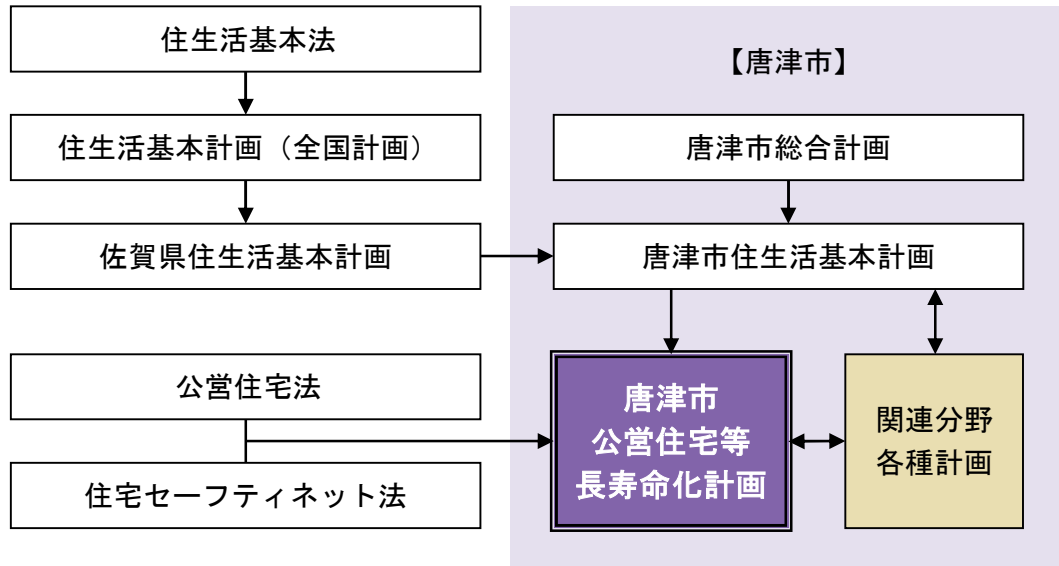 住生活基本法
住生活基本計画（全国計画）
佐賀県住生活基本計画
公営住宅法
住宅セーフティネット法
【唐津市】
唐津市総合計画
唐津市住生活基本計画
唐津市
公営住宅等
長寿命化計画
関連分野
各種計画